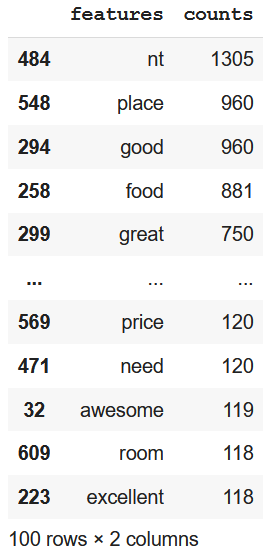 features counts
484 nt 1305
548 place 960
294 good 960
258 food 881
299 great 750
... ... ...
569 price 120
471 need 120
32 awesome 119
609 room 118
223 excellent 118
100 rows × 2 columns